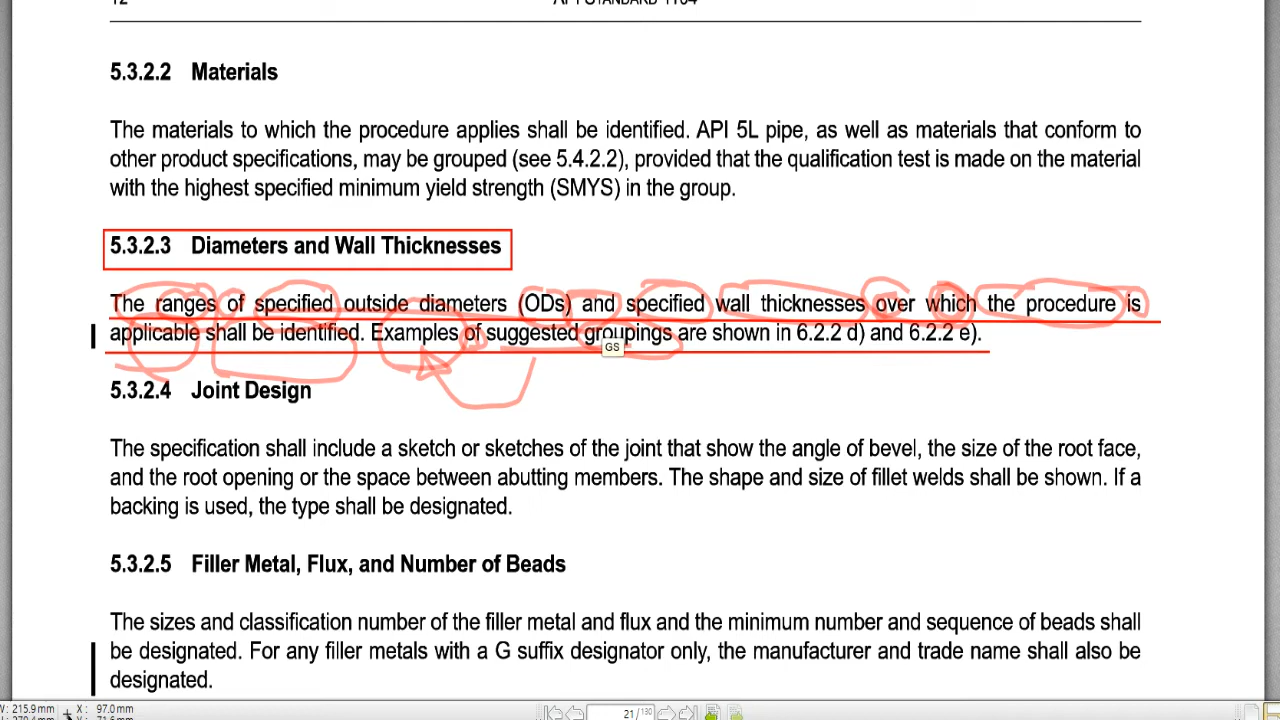 12
API STANDARD 1104
5.3.2.2 Materials
The materials to which the procedure applies shall be identified. API 5L pipe, as well as materials that conform to
other product specifications, may be grouped (see 5.4.2.2), provided that the qualification test is made on the material
with the highest specified minimum yield strength (SMYS) in the group.
5.3.2.3 Diameters and Wall Thicknesses
The ranges of specified outside diameters (ODs) and specified wall thicknesses over which the procedure is
applicable shall be identified. Examples of suggested groupings are shown in 6.2.2 d) and 6.2.2 e).
GS
5.3.2.4 Joint Design
The specification shall include a sketch or sketches of the joint that show the angle of bevel, the size of the root face,
and the root opening or the space between abutting members. The shape and size of fillet welds shall be shown. If a
backing is used, the type shall be designated.
5.3.2.5 Filler Metal, Flux, and Number of Beads
The sizes and classification number of the filler metal and flux and the minimum number and sequence of beads shall
be designated. For any filler metals with a G suffix designator only, the manufacturer and trade name shall also be
designated.
W: 215.9mm X: 97.0mm
21 / 130